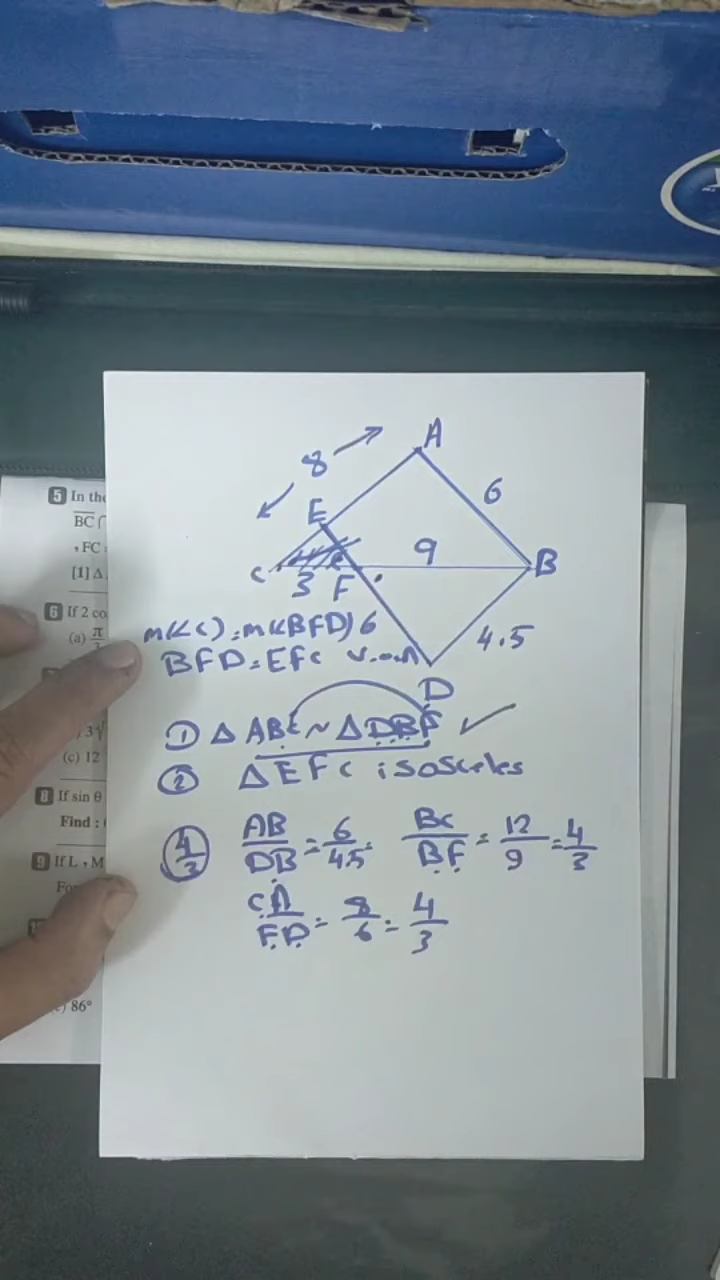 A
8
6
E
9
B
C
3
F
m(∠C) = m(∠BFD) 6
4.5
BFD = EFC
D
① Δ ABC ~ Δ DBF ✓
② Δ EFC isosceles
4/3 AB/DB = 6/4.5 = BC/BF = 12/9 = 4/3
CA/FD = 8/6 = 4/3
5 In the
BC ∩
, FC =
[1] Δ
6 If 2 co
(a) π
(c) 12
8 If sin θ
Find :
9 If L , M
For
86°